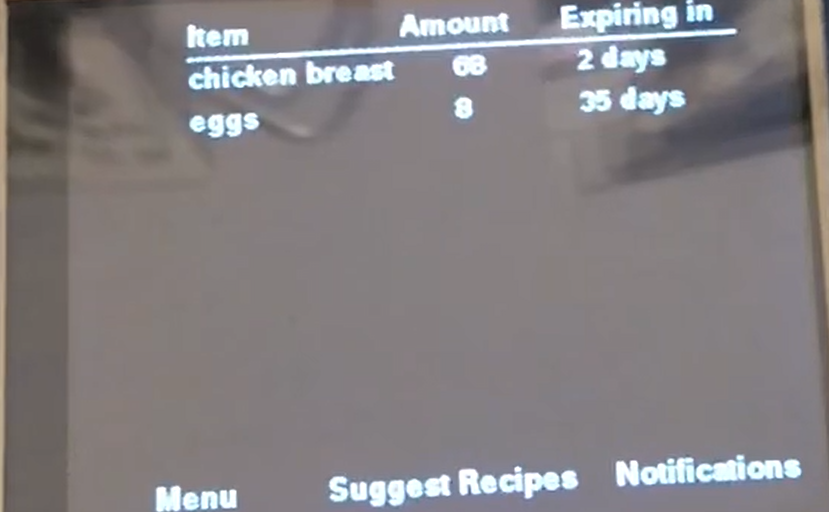 Item Amount Expiring in
chicken breast 68 2 days
eggs 8 35 days
Menu Suggest Recipes Notifications